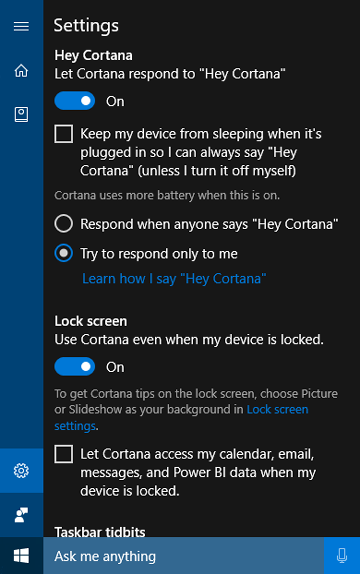 Settings
Hey Cortana
Let Cortana respond to "Hey Cortana"
On
Keep my device from sleeping when it's
plugged in so I can always say "Hey
Cortana" (unless I turn it off myself)
Cortana uses more battery when this is on.
Respond when anyone says "Hey Cortana"
Try to respond only to me
Learn how I say "Hey Cortana"
Lock screen
Use Cortana even when my device is locked.
On
To get Cortana tips on the lock screen, choose Picture
or Slideshow as your background in Lock screen
settings.
Let Cortana access my calendar, email,
messages, and Power BI data when my
device is locked.
Taskbar tidbits
Ask me anything